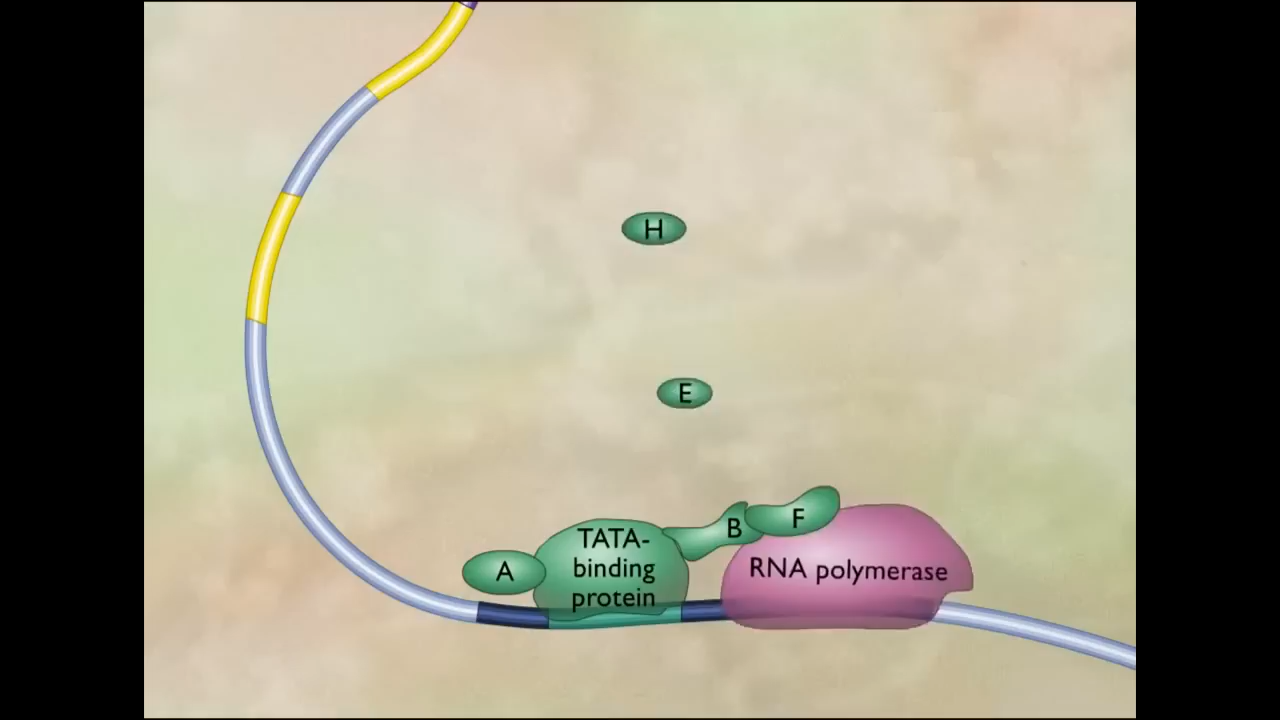 H
E
F
B
TATA-
binding
protein
A
RNA polymerase